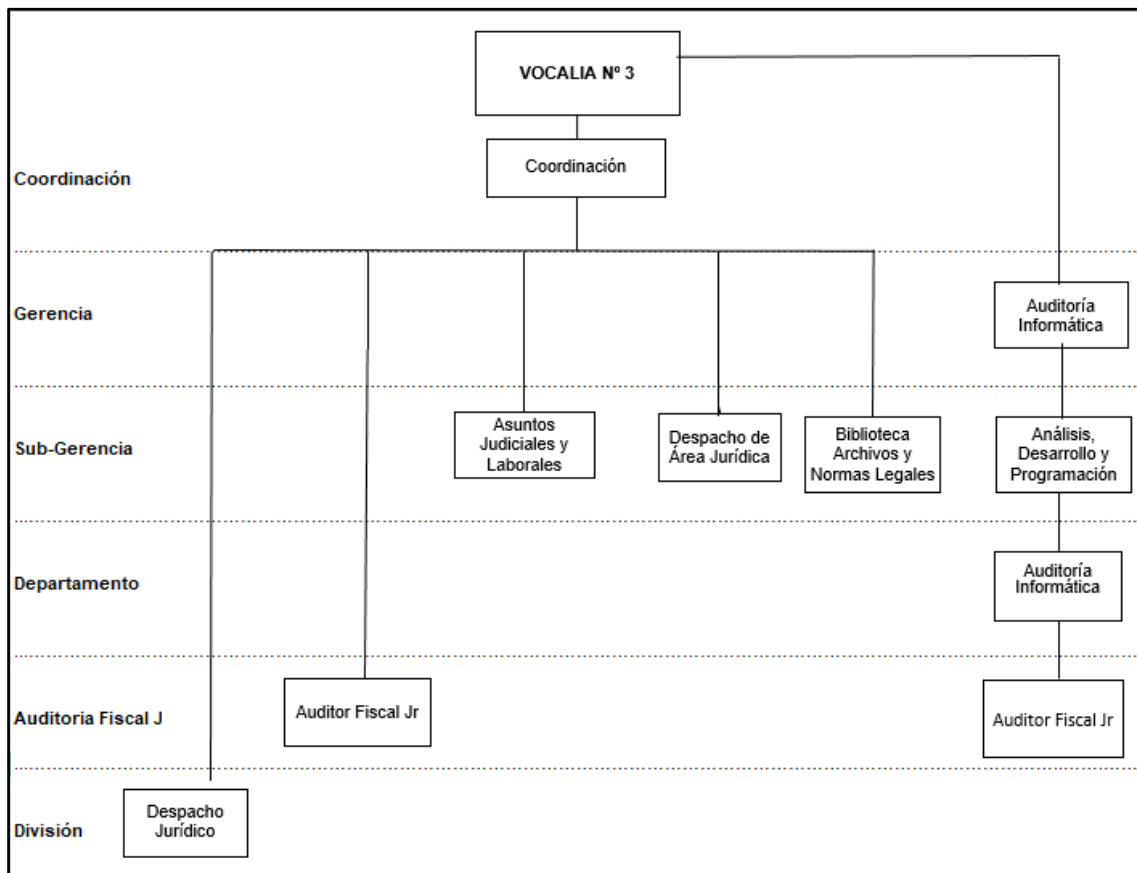 VOCALIA Nº 3
Coordinación
Coordinación
Gerencia
Auditoría
Informática
Sub-Gerencia
Asuntos
Judiciales y
Laborales
Despacho de
Área Jurídica
Biblioteca
Archivos y
Normas Legales
Análisis,
Desarrollo y
Programación
Departamento
Auditoría
Informática
Auditoria Fiscal J
Auditor Fiscal Jr
Auditor Fiscal Jr
División
Despacho
Jurídico